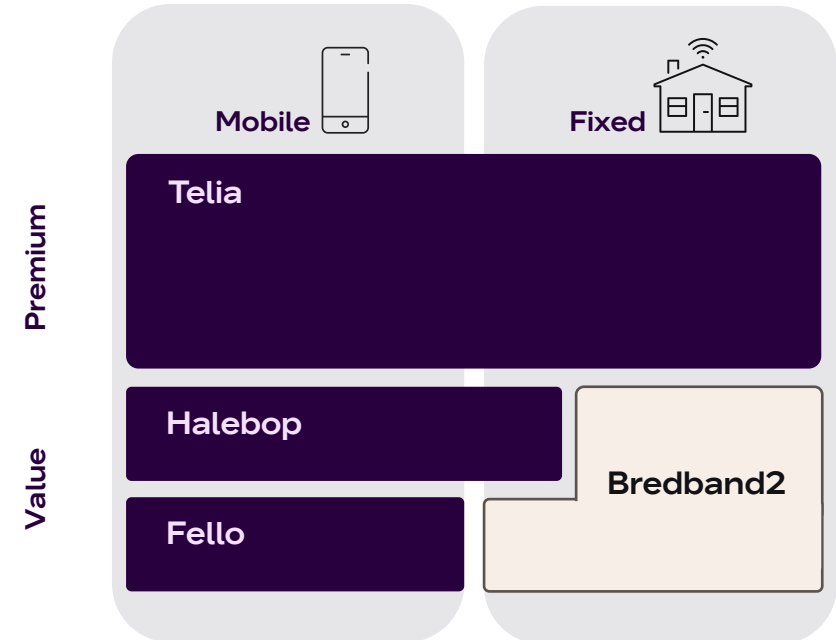 Mobile
Fixed
Premium
Telia
Value
Halebop
Bredband2
Fello